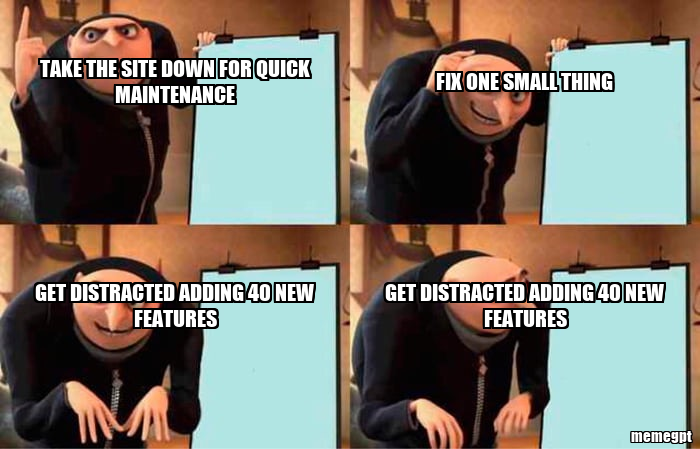 TAKE THE SITE DOWN FOR QUICK
MAINTENANCE
FIX ONE SMALL THING
GET DISTRACTED ADDING 40 NEW
FEATURES
GET DISTRACTED ADDING 40 NEW
FEATURES
memegpt